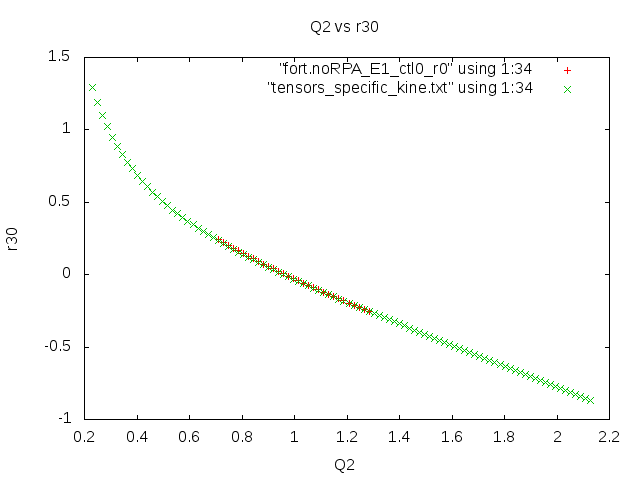 Q2 vs r30
"fort.noRPA_E1_ctl0_r0" using 1:34
"tensors_specific_kine.txt" using 1:34
1.5
1
0.5
0
-0.5
-1
r30
0.2 0.4 0.6 0.8 1 1.2 1.4 1.6 1.8 2 2.2
Q2